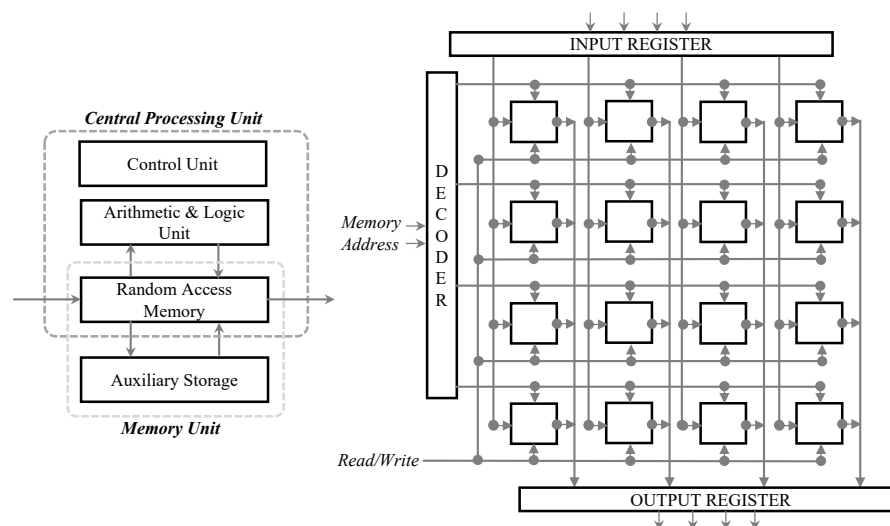 Central Processing Unit
Control Unit
Arithmetic & Logic
Unit
Random Access
Memory
Auxiliary Storage
Memory Unit
INPUT REGISTER
DECODER
Memory
Address
Read/Write
OUTPUT REGISTER